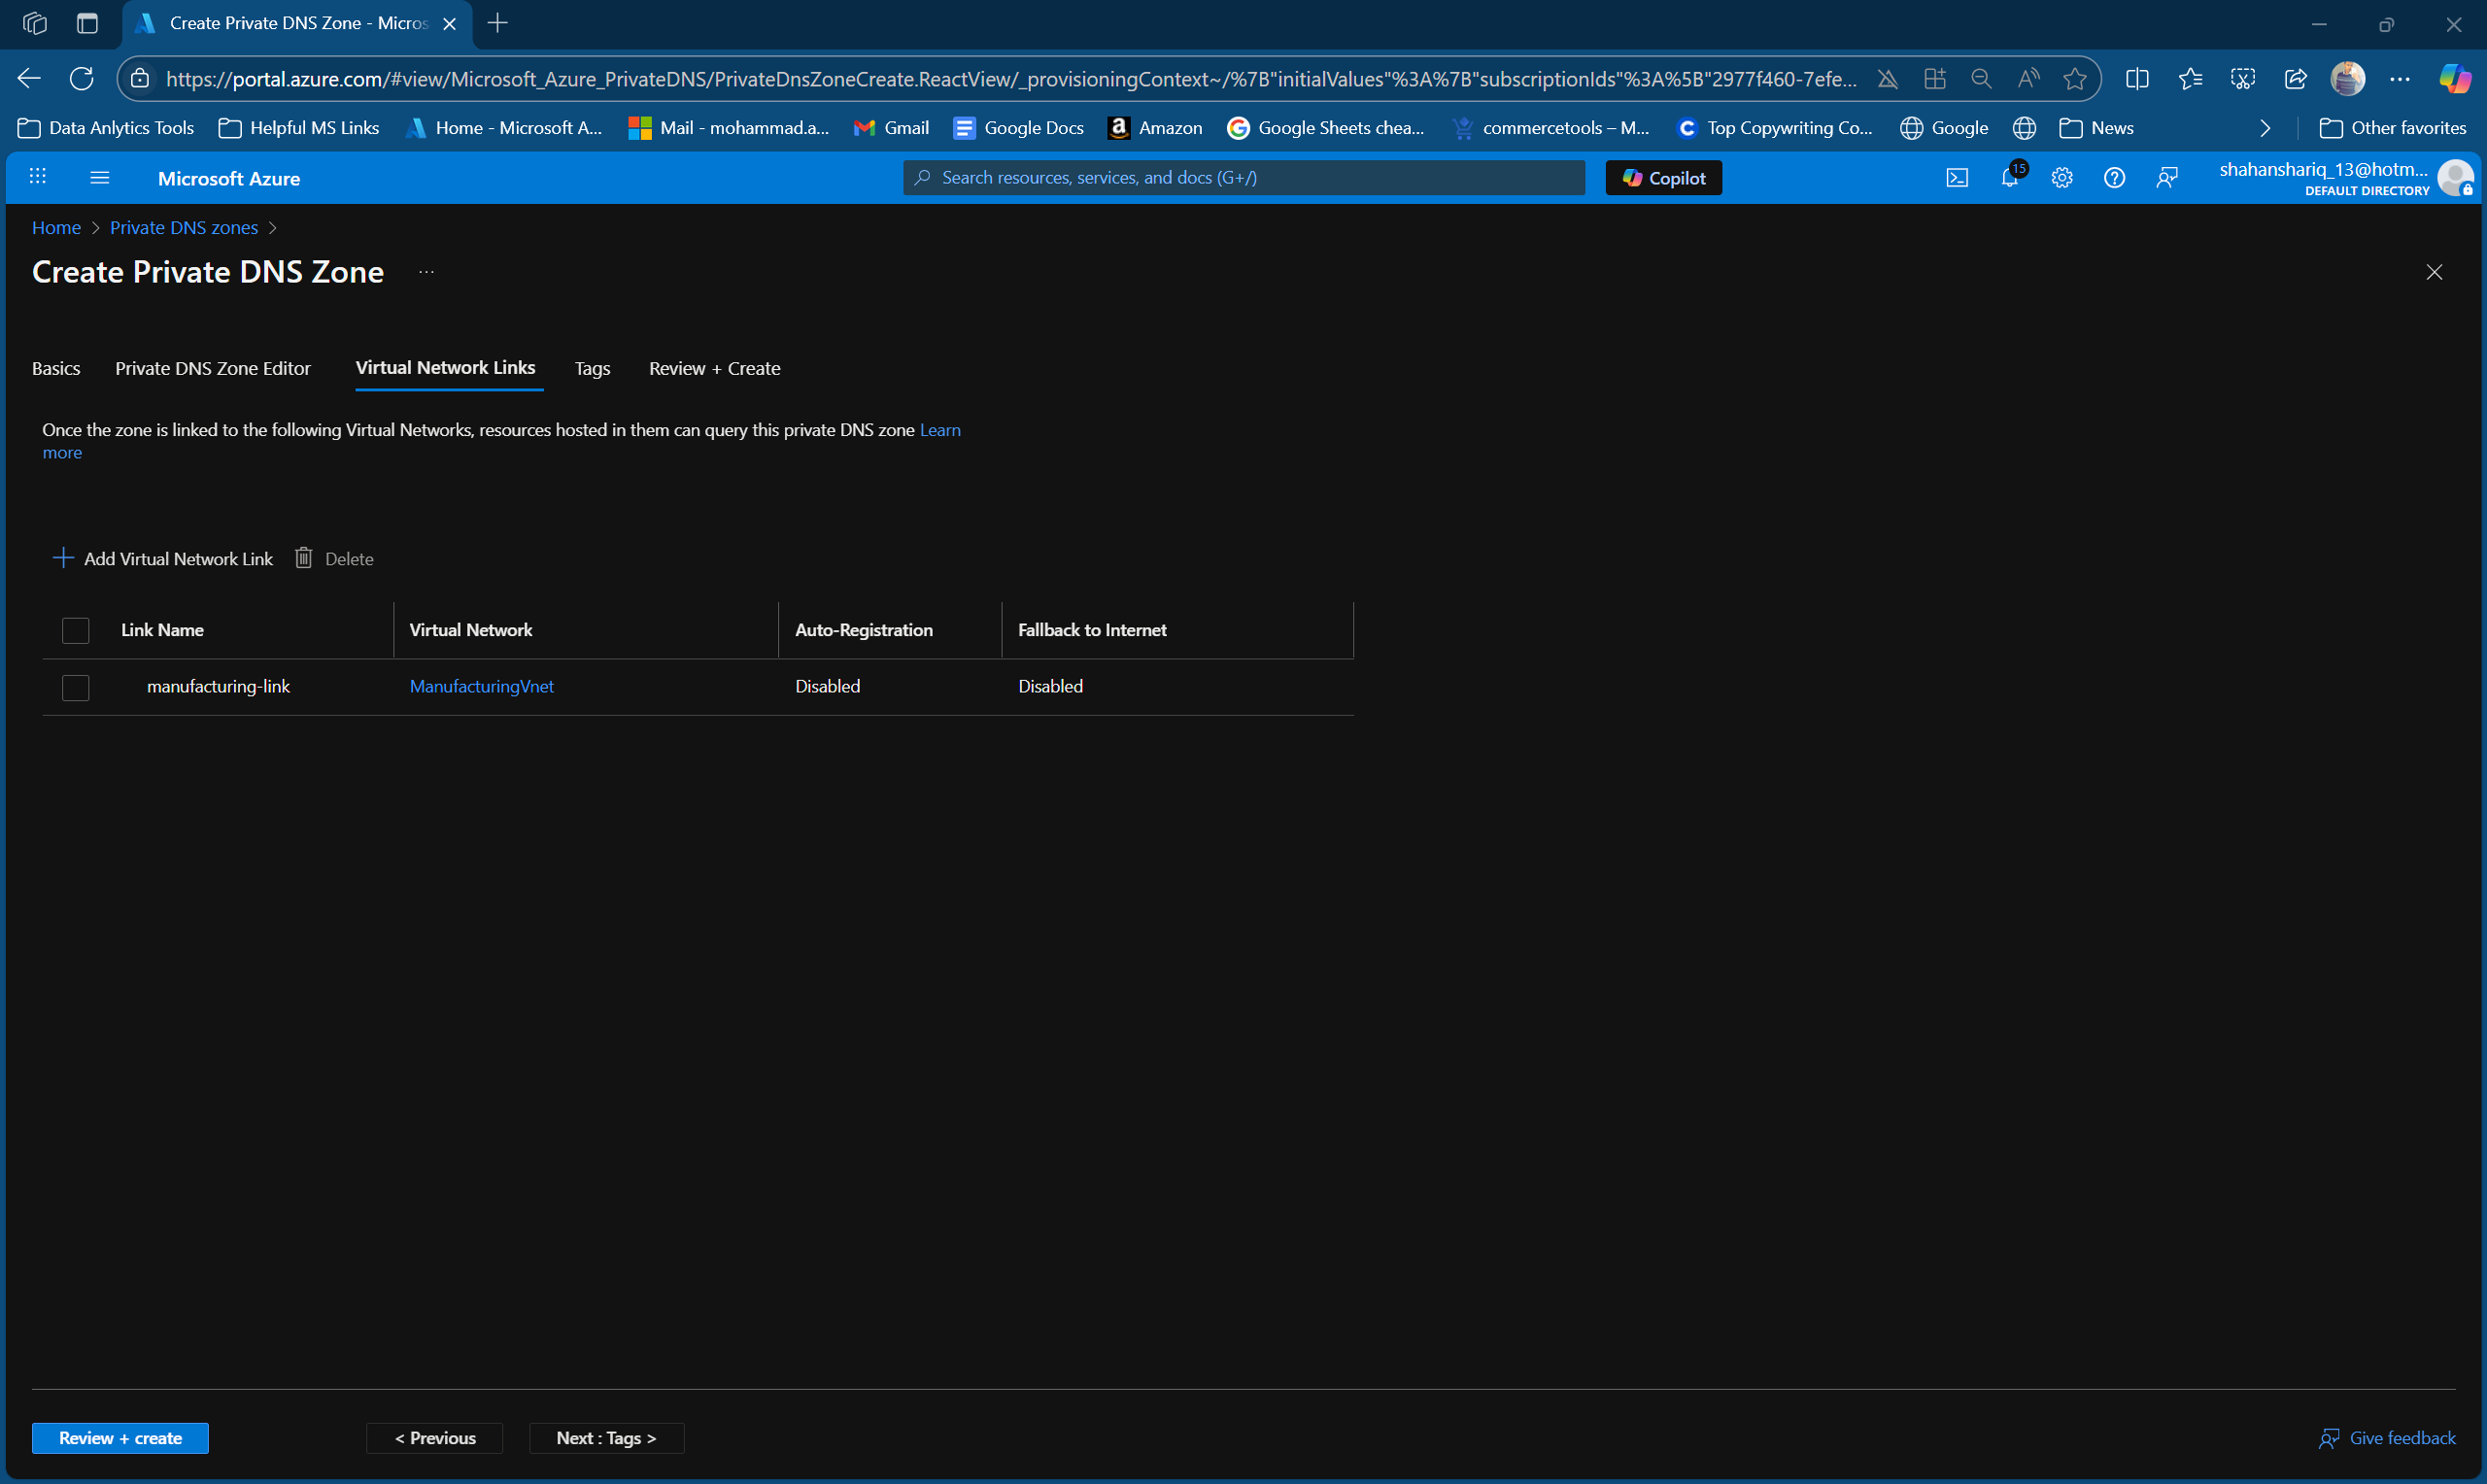 Create Private DNS Zone - Micros
https://portal.azure.com/#view/Microsoft_Azure_PrivateDNS/PrivateDnsZoneCreate.ReactView/_provisioningContext~/%7B"initialValues"%3A%7B"subscriptionIds"%3A%5B"2977f460-7efe...
Data Anlytics Tools
Helpful MS Links
Home - Microsoft A...
Mail - mohammad.a...
Gmail
Google Docs
Amazon
Google Sheets chea...
commercetools – M...
Top Copywriting Co...
Google
News
Other favorites
Microsoft Azure
Search resources, services, and docs (G+/)
Copilot
15
shahanshariq_13@hotm...
DEFAULT DIRECTORY
Home > Private DNS zones >
Create Private DNS Zone ...
Basics
Private DNS Zone Editor
Virtual Network Links
Tags
Review + Create
Once the zone is linked to the following Virtual Networks, resources hosted in them can query this private DNS zone Learn
more
Add Virtual Network Link
Delete
Link Name
Virtual Network
Auto-Registration
Fallback to Internet
manufacturing-link
ManufacturingVnet
Disabled
Disabled
Review + create
< Previous
Next : Tags >
Give feedback